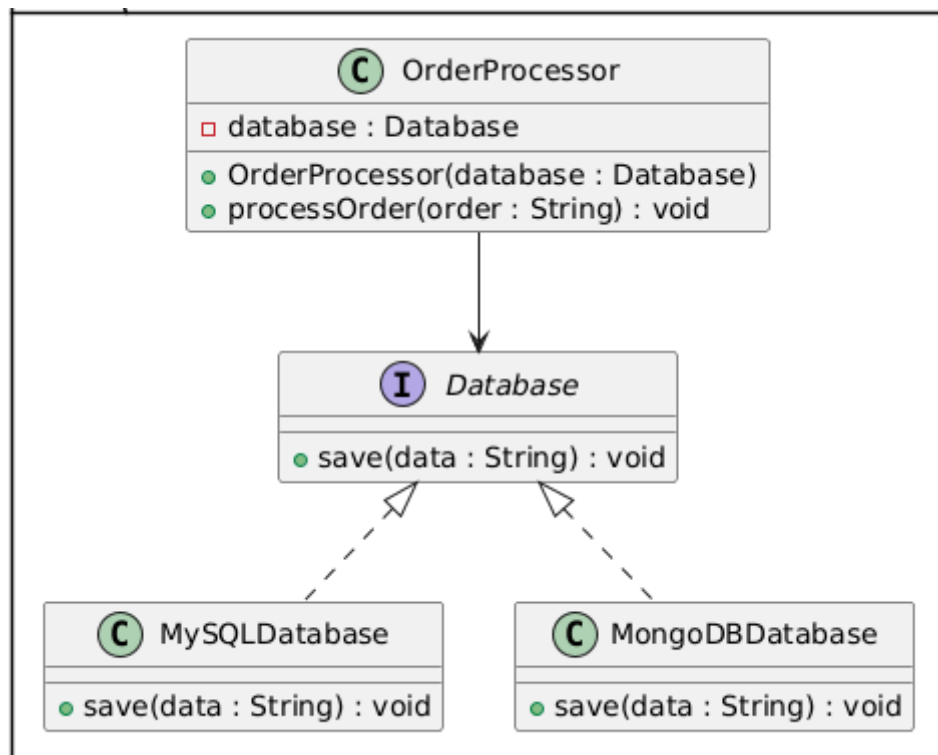 C OrderProcessor
database : Database
OrderProcessor(database : Database)
processOrder(order : String) : void
I Database
save(data : String) : void
C MySQLDatabase
save(data : String) : void
C MongoDBDatabase
save(data : String) : void